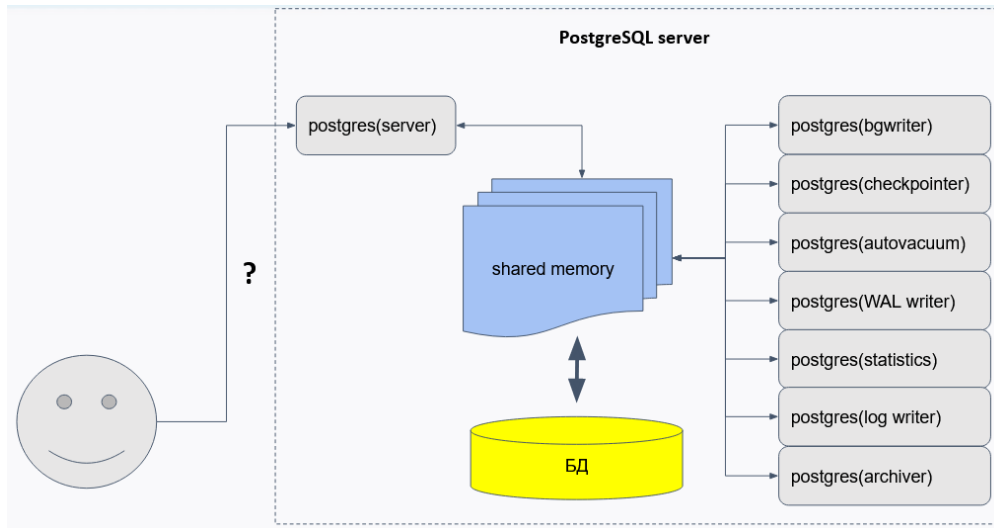 PostgreSQL server
postgres(server)
postgres(bgwriter)
postgres(checkpointer)
postgres(autovacuum)
postgres(WAL writer)
postgres(statistics)
postgres(log writer)
postgres(archiver)
shared memory
?
БД